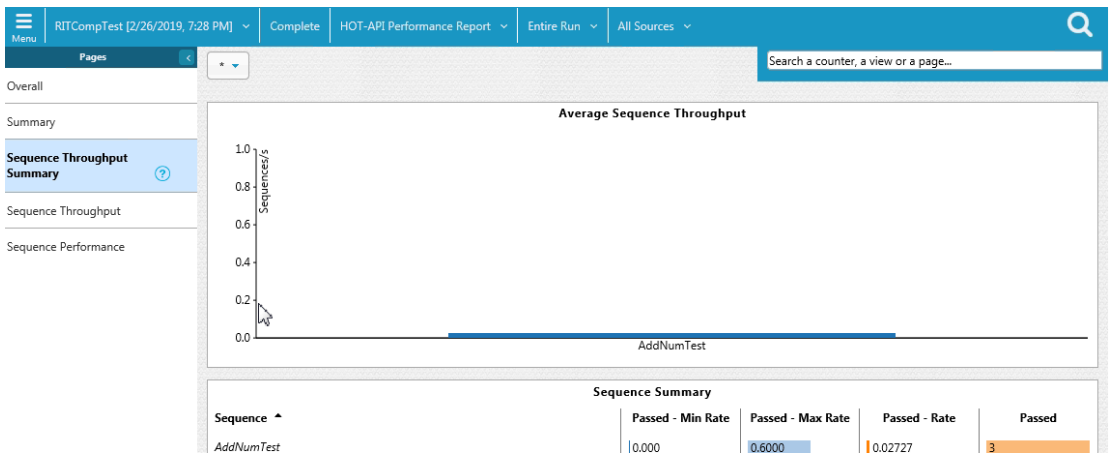 RITCompTest [2/26/2019, 7:28 PM] Complete HOT-API Performance Report Entire Run All Sources
Menu
Pages
Search a counter, a view or a page...
*
Overall
Summary
Sequence Throughput
Summary ?
Sequence Throughput
Sequence Performance
Average Sequence Throughput
1.0
Sequences/s
0.8
0.6
0.4
0.2
0.0
AddNumTest
Sequence Summary
Sequence Passed - Min Rate Passed - Max Rate Passed - Rate Passed
AddNumTest 0.000 0.6000 0.02727 3